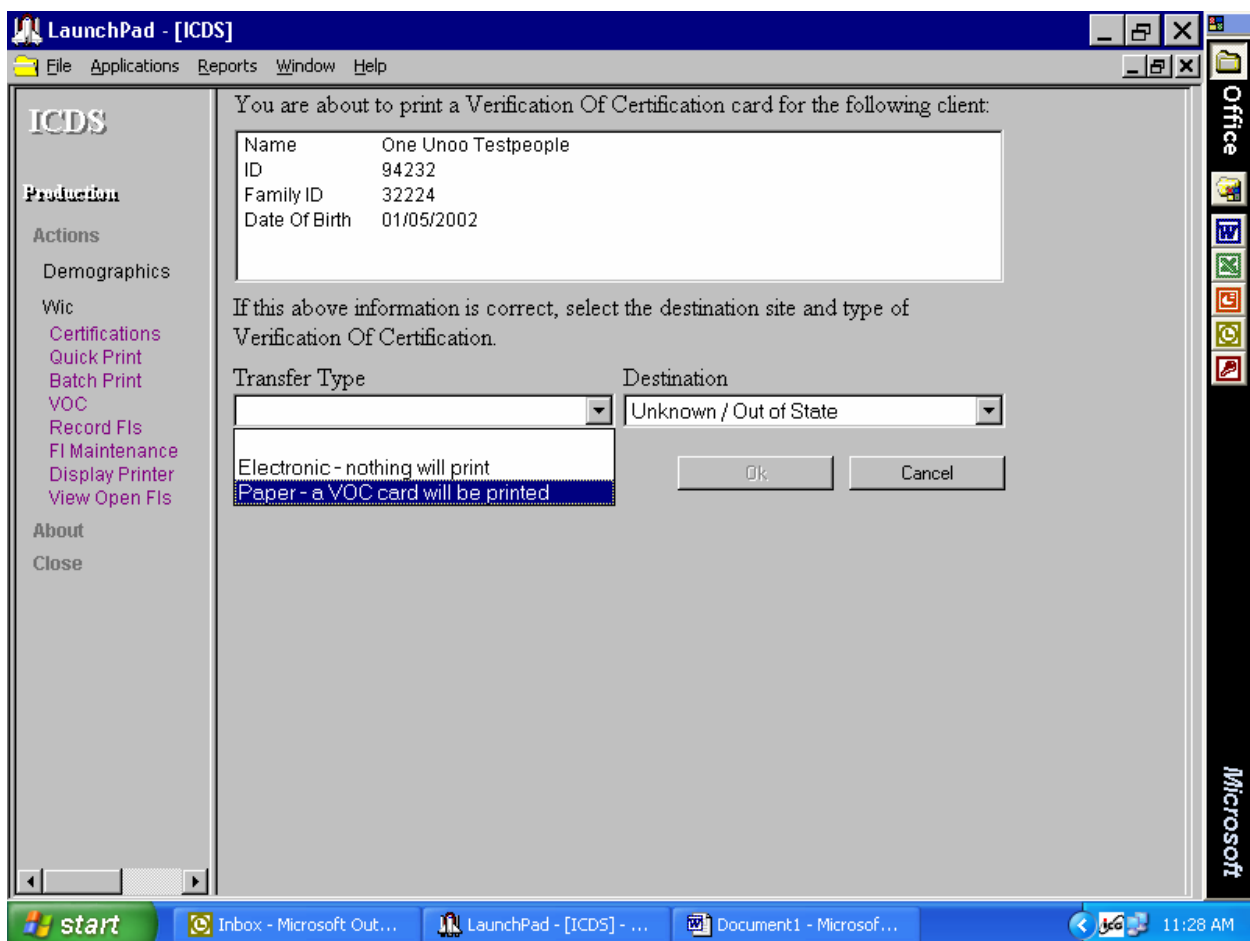 LaunchPad - [ICDS]
File Applications Reports Window Help
ICDS
Production
Actions
Demographics
Wic
Certifications
Quick Print
Batch Print
VOC
Record FIs
FI Maintenance
Display Printer
View Open FIs
About
Close
You are about to print a Verification Of Certification card for the following client:
Name One Unoo Testpeople
ID 94232
Family ID 32224
Date Of Birth 01/05/2002
If this above information is correct, select the destination site and type of
Verification Of Certification.
Transfer Type Destination
Unknown / Out of State
Electronic - nothing will print
Paper - a VOC card will be printed
Ok Cancel
Office
Microsoft
start Inbox - Microsoft Out... LaunchPad - [ICDS] - ... Document1 - Microsof... 11:28 AM